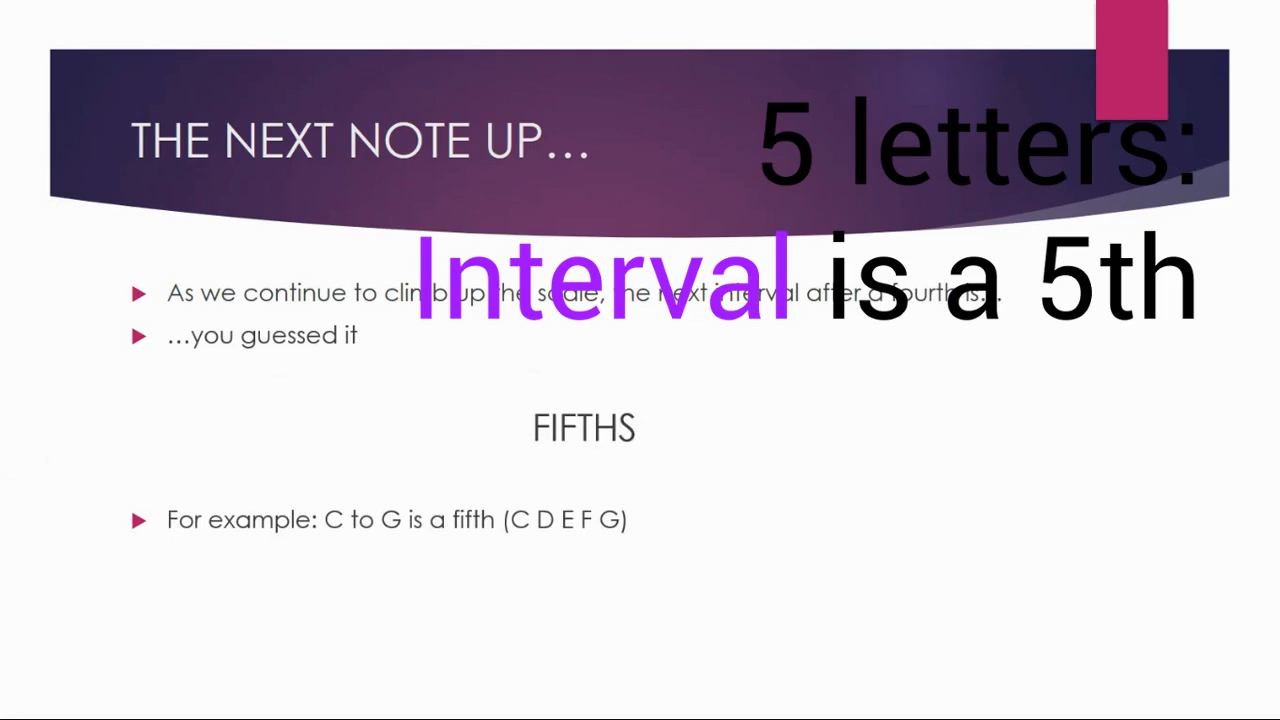 THE NEXT NOTE UP…
5 letters:
Interval is a 5th
As we continue to climb up the scale, the next interval after a fourth is…
…you guessed it
FIFTHS
For example: C to G is a fifth (C D E F G)